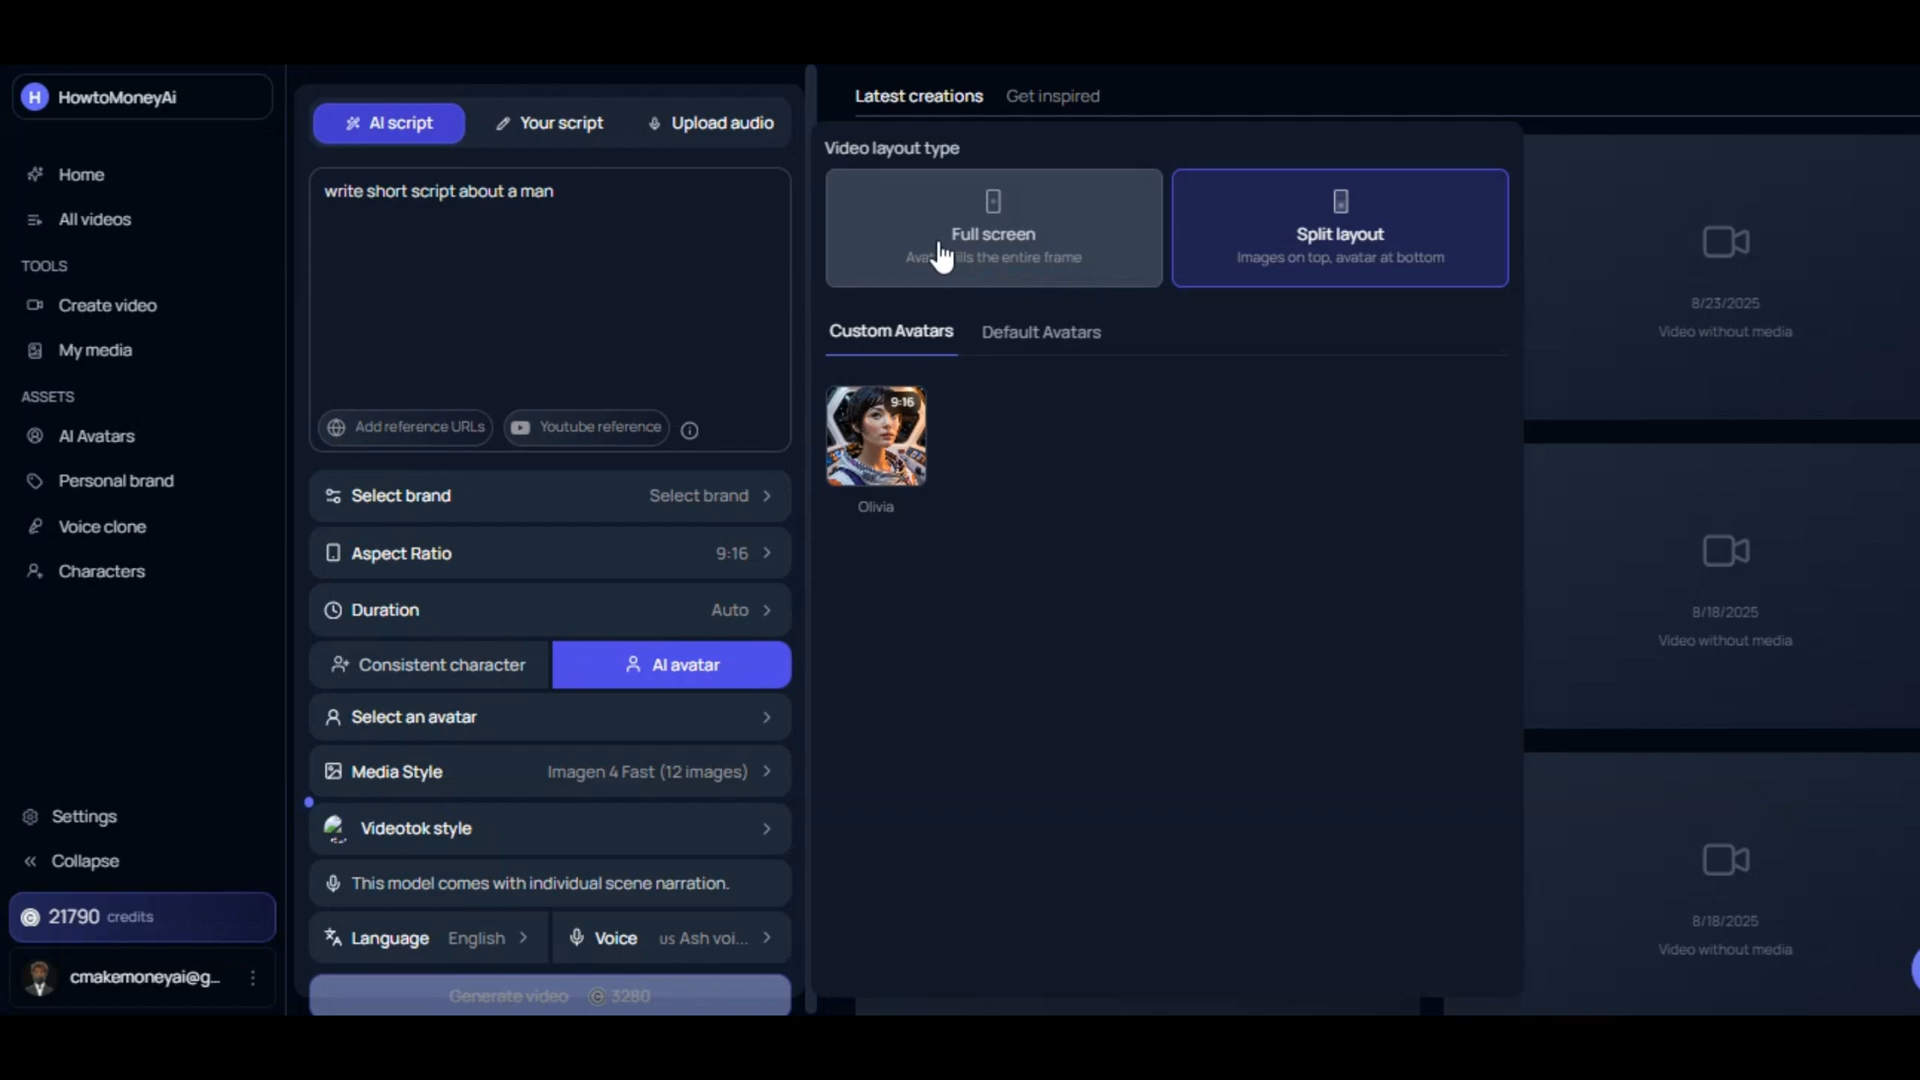 H HowtoMoneyAi
Home
All videos
TOOLS
Create video
My media
ASSETS
AI Avatars
Personal brand
Voice clone
Characters
Settings
Collapse
21790 credits
cmakemoneyai@g...
AI script
Your script
Upload audio
write short script about a man
Add reference URLs
Youtube reference
Select brand
Select brand
Aspect Ratio
9:16
Duration
Auto
Consistent character
AI avatar
Select an avatar
Media Style
Imagen 4 Fast (12 images)
Videotok style
This model comes with individual scene narration.
Language English
Voice us Ash voi...
Generate video 3280
Latest creations
Get inspired
Video layout type
Full screen
ills the entire frame
Split layout
Images on top, avatar at bottom
Custom Avatars
Default Avatars
9:16
Olivia
8/23/2025
Video without media
8/18/2025
Video without media
8/18/2025
Video without media